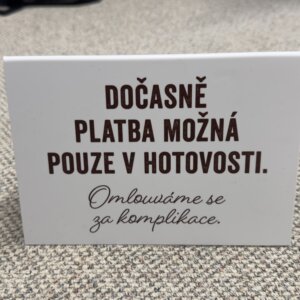 DOČASNĚ
PLATBA MOŽNÁ
POUZE V HOTOVOSTI.
Omlouváme se
za komplikace.